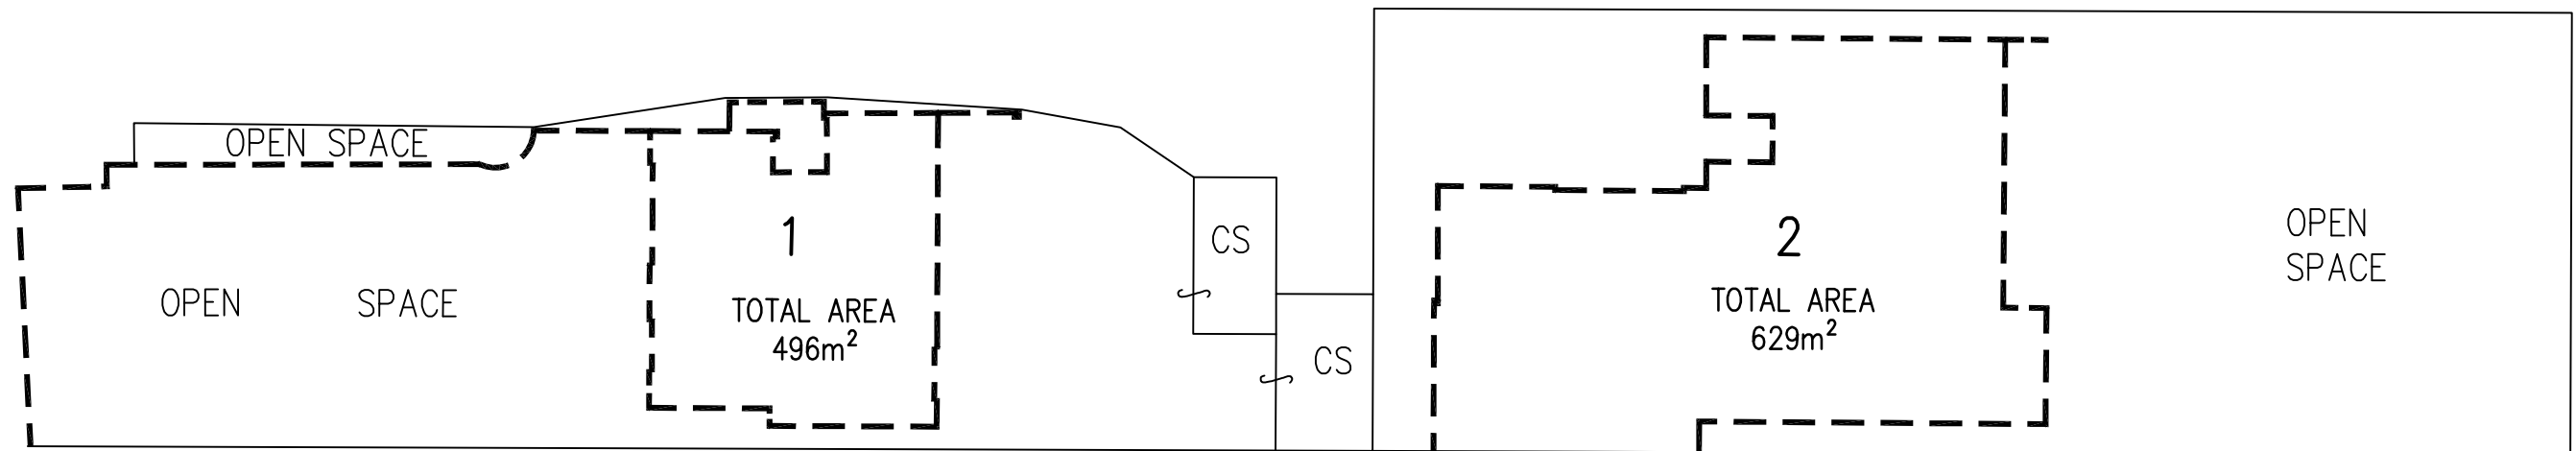 OPEN SPACE
OPEN SPACE
1
TOTAL AREA
496m²
CS
CS
2
TOTAL AREA
629m²
OPEN
SPACE